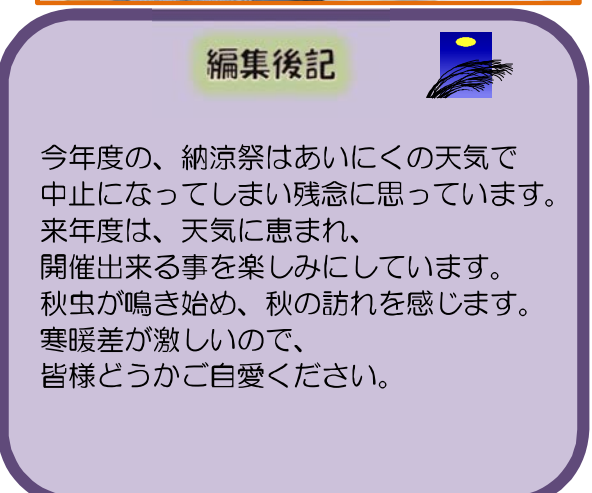 編集後記
今年度の、納涼祭はあいにくの天気で
中止になってしまい残念に思っています。
来年度は、天気に恵まれ、
開催出来る事を楽しみにしています。
秋虫が鳴き始め、秋の訪れを感じます。
寒暖差が激しいので、
皆様どうかご自愛ください。